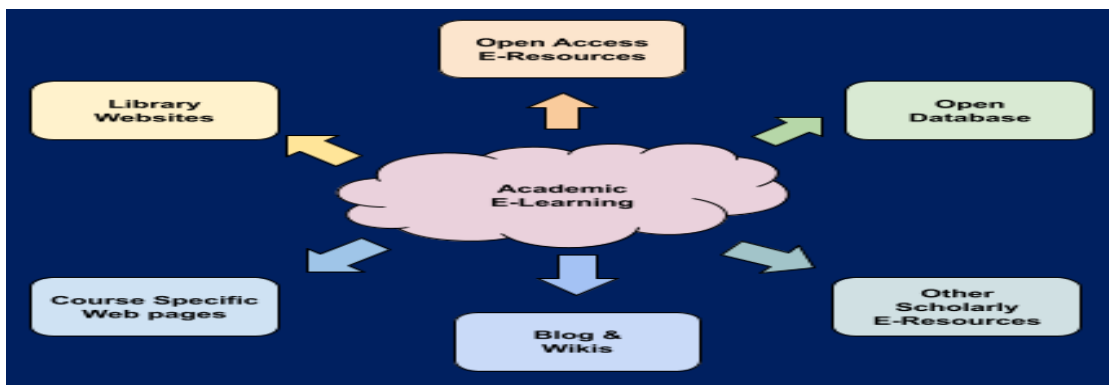 Open Access
E-Resources
Library
Websites
Open
Database
Academic
E-Learning
Course Specific
Web pages
Blog &
Wikis
Other
Scholarly
E-Resources